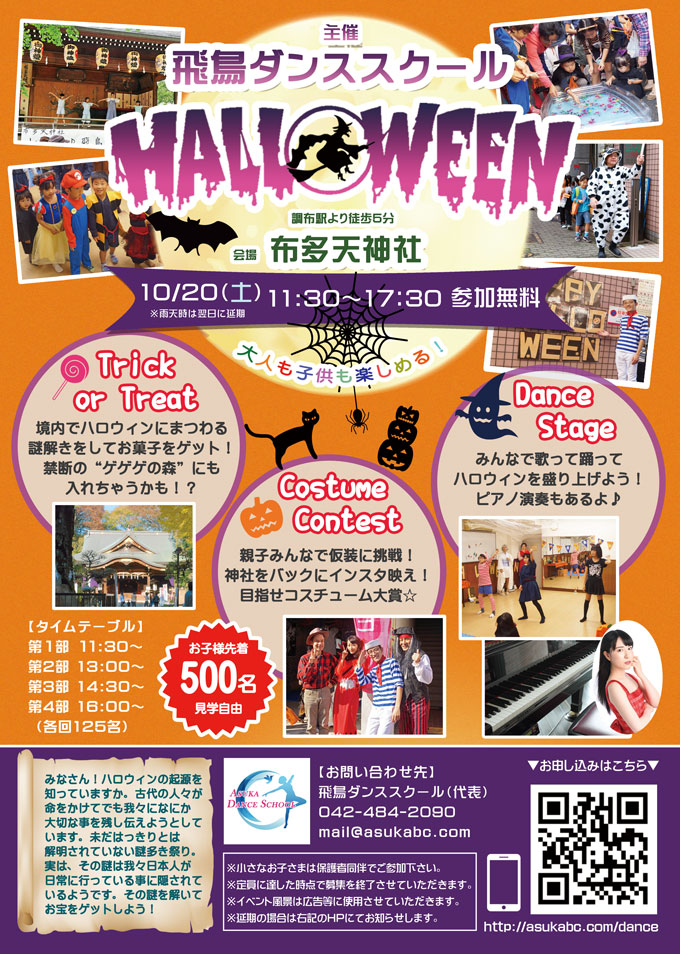 主催
飛鳥ダンススクール
HALLOWEEN
調布駅より徒歩5分
会場 布多天神社
10/20(土) 11:30〜17:30 参加無料
※雨天時は翌日に延期
大人も子供も楽しめる！
Trick
or Treat
境内でハロウィンにまつわる
謎解きをしてお菓子をゲット！
禁断の“ゲゲゲの森”にも
入れちゃうかも！？
Dance
Stage
みんなで歌って踊って
ハロウィンを盛り上げよう！
ピアノ演奏もあるよ♪
Costume
Contest
親子みんなで仮装に挑戦！
神社をバックにインスタ映え！
目指せコスチューム大賞☆
【タイムテーブル】
第1部 11:30〜
第2部 13:00〜
第3部 14:30〜
第4部 16:00〜
（各回125名）
お子様先着
500名
見学自由
みなさん！ハロウィンの起源を
知っていますか。古代の人々が
命をかけてでも我々になにか
大切な事を残し伝えようとして
います。未だはっきりとは
解明されていない謎多き祭り。
実は、その謎は我々日本人が
日常に行っている事に隠されて
いるようです。その謎を解いて
お宝をゲットしよう！
ASUKA
DANCE SCHOOL
【お問い合わせ先】
飛鳥ダンススクール(代表)
042-484-2090
mail@asukabc.com
※小さなお子さまは保護者同伴でご参加下さい。
※定員に達した時点で募集を終了させていただきます。
※イベント風景は広告等に使用させていただきます。
※延期の場合は右記のHPにてお知らせします。
▼お申し込みはこちら▼
http://asukabc.com/dance